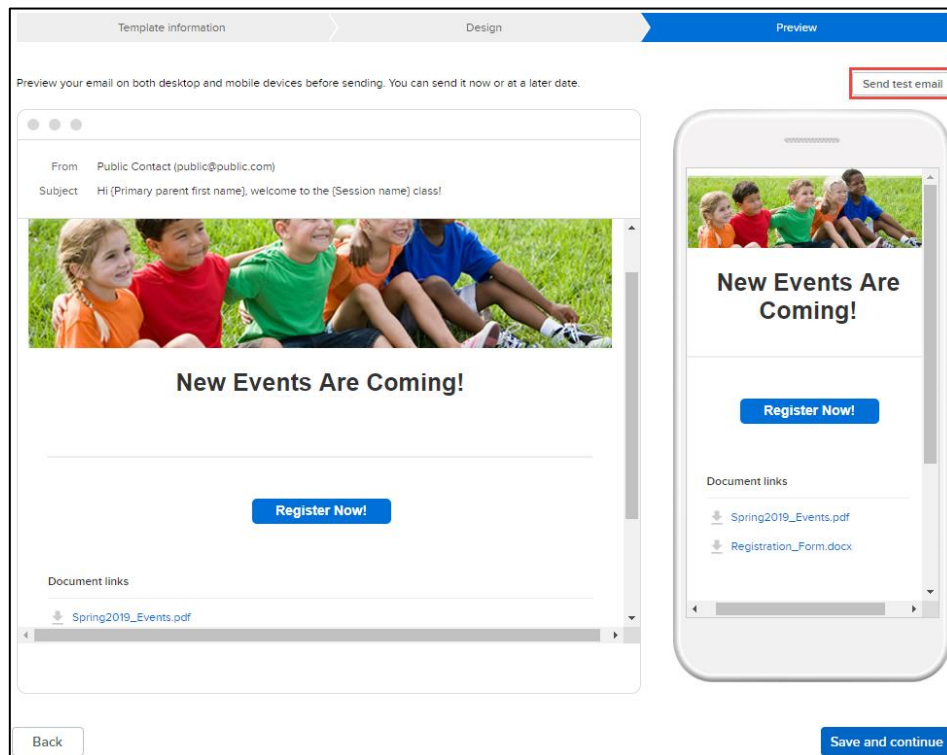 Template information
Design
Preview
Preview your email on both desktop and mobile devices before sending. You can send it now or at a later date.
Send test email
From Public Contact (public@public.com)
Subject Hi {Primary parent first name}, welcome to the {Session name} class!
New Events Are Coming!
Register Now!
Document links
Spring2019_Events.pdf
New Events Are
Coming!
Register Now!
Document links
Spring2019_Events.pdf
Registration_Form.docx
Back
Save and continue